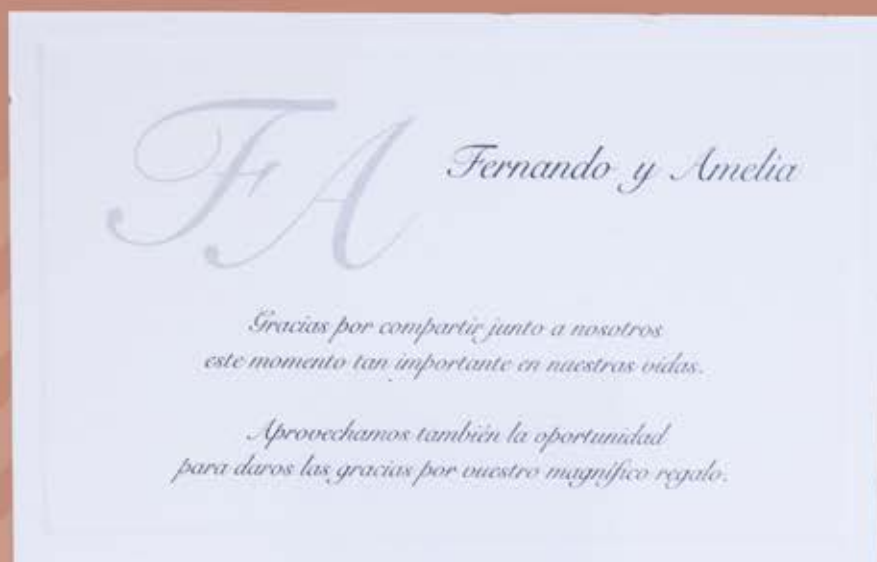 FA
Fernando y Amelia
Gracias por compartir junto a nosotros
este momento tan importante en nuestras vidas.
Aprovechamos también la oportunidad
para daros las gracias por vuestro magnífico regalo.